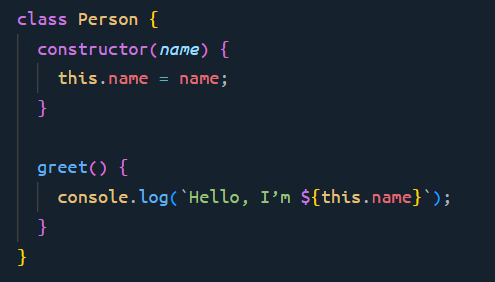 class Person {
  constructor(name) {
    this.name = name;
  }

  greet() {
    console.log(`Hello, I’m ${this.name}`);
  }
}